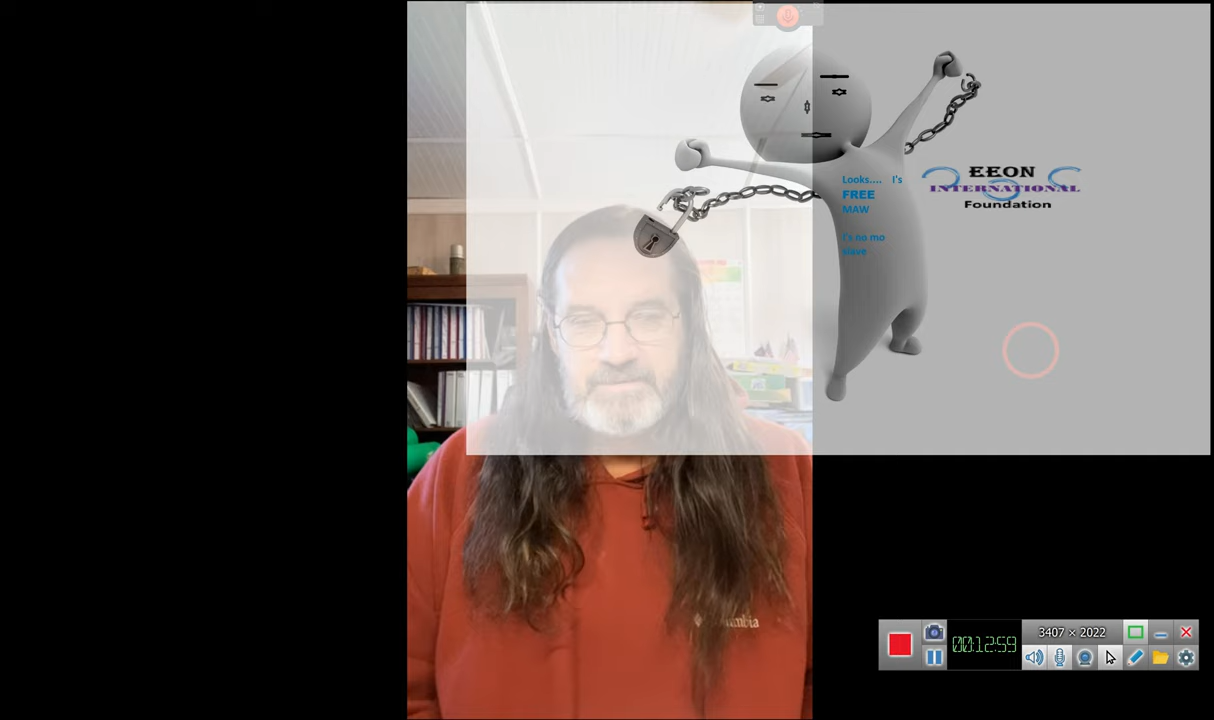 Looks.... I's
FREE
MAW
I's no mo
slave
EEON
INTERNATIONAL
Foundation
Columbia
00:12:59
3407 × 2022